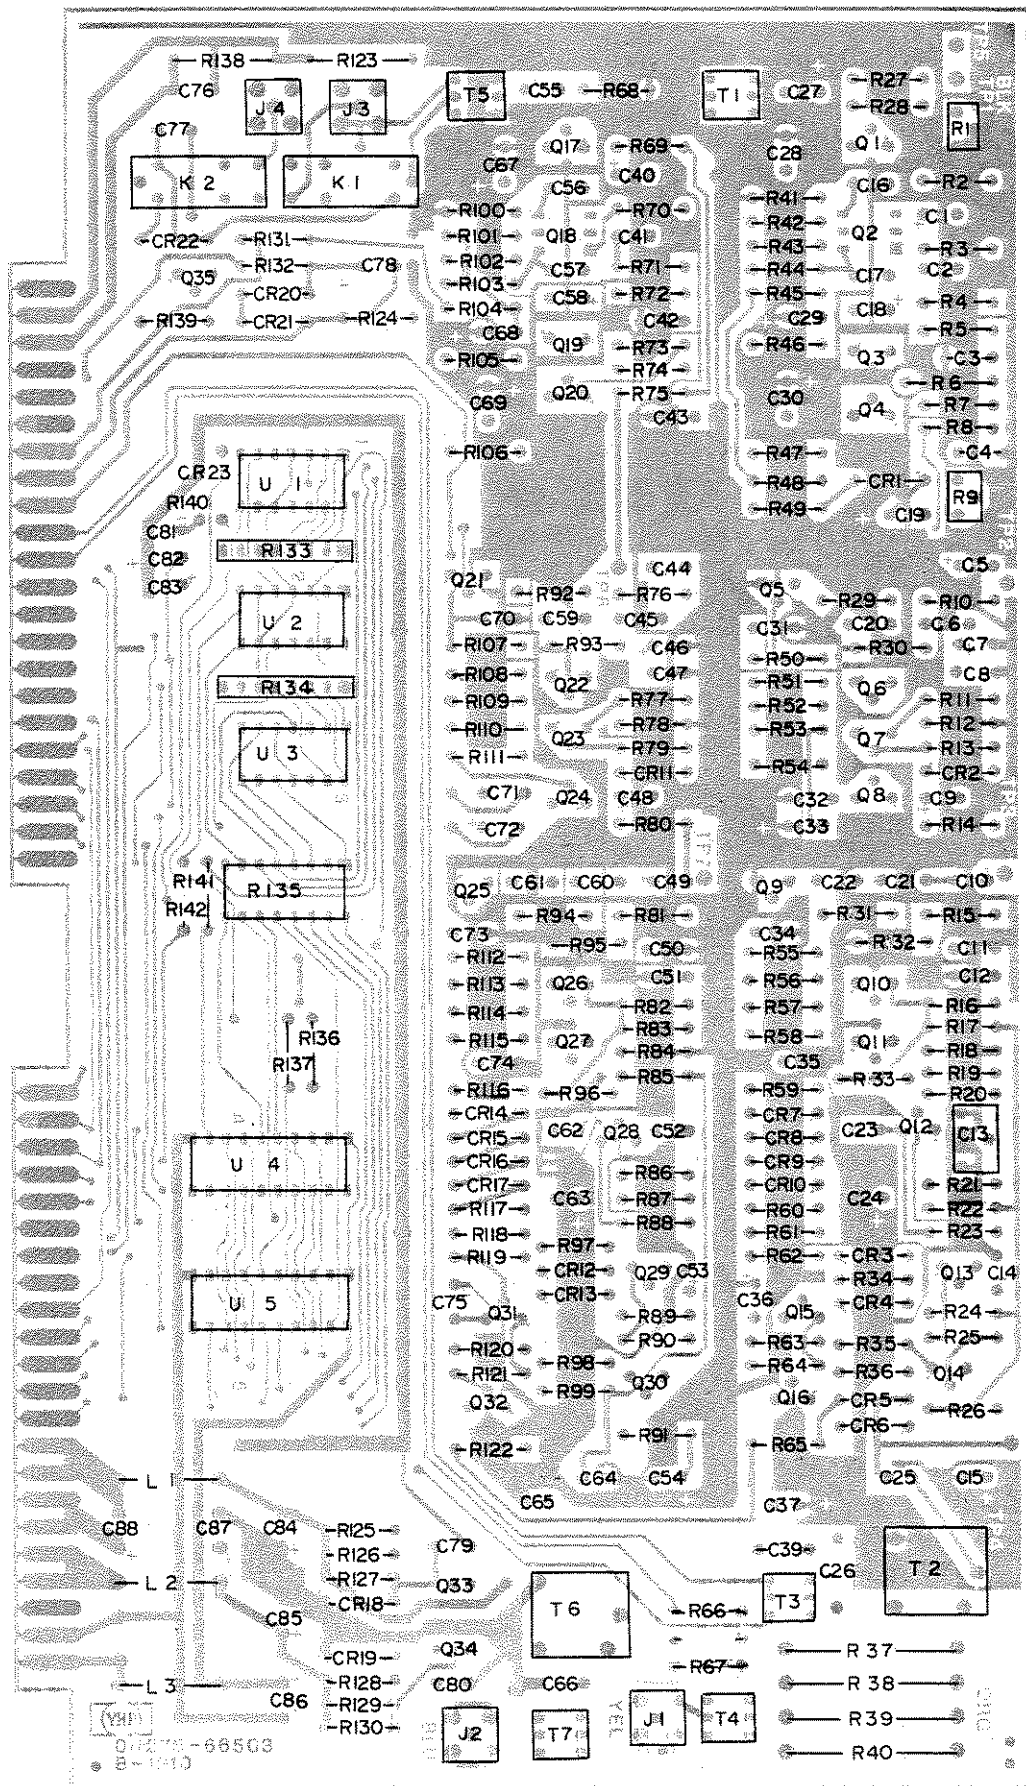 R138 R123
C76 J4 J3 T5 C55 R68 T1 C27 R27
R28
C77 R1
Q17 R69 Q1
C67 C28
K2 K1 C56 C40 C16 R2
R41
R100 R70 R42 C1
CR22 R131 R101 Q18 C41 R43 Q2 R3
R132 C78 R102 C57 R71 R44 C17 C2
Q35 CR20 R103 C58 R72 R45 C18 R4
R139 CR21 R124 R104 C42 C29 R5
C68 Q19 R73 R46 Q3 C3
R105 R74 R6
C69 Q20 R75 C30 Q4 R7
C43 R8
R106 R47 C4
CR23 U 1 R48 CR1 R9
R140 R49 C19
C81
C82 R133 C44 C5
C83 Q21 R92 R76 Q5 R29 R10
U 2 C70 C59 C45 C31 C20 C6
R107 R93 C46 R50 R30 C7
R108 C47 R51 C8
R134 R109 Q22 R77 R52 Q6 R11
R110 Q23 R78 R53 Q7 R12
U 3 R111 R79 R54 R13
CR11 CR2
C71 Q24 C48 C32 Q8 C9
C72 R80 C33 R14
TP7
R141 R135 Q25 C61 C60 C49 Q9 C22 C21 C10
R142 R94 R81 R31 R15
C73 R95 C50 C34 R32 C11
R112 C51 R55 C12
R113 Q26 R82 R56 Q10 R16
R114 R83 R57 R17
R136 R115 Q27 R84 R58 Q11 R18
R137 C74 R85 C35 R33 R19
R116 R96 R59 R20
CR14 CR7
CR15 C62 Q28 C52 CR8 C23 Q12 C13
U 4 CR16 R86 CR9
CR17 C63 R87 CR10 C24 R21
R117 R88 R60 R22
R118 R61 R23
R119 R97 R62 CR3
CR12 Q29 C53 R34 Q13 C14
U 5 C75 CR13 C36 CR4
Q31 R89 Q15 R24
R120 R90 R63 R35 R25
R121 R98 R64 R36 Q14
Q32 R99 Q30 Q16 CR5 R26
CR6
R122 R91 R65
L 1 C64 C54 C25 C15
C65 C37
C88 C87 C84 R125 C79 C39
R126 C26 T2
L 2 R127 Q33 T6 T3
CR18 R66
C85
CR19 Q34 R67 R 37
L 3 R128 C80 C66 R 38
C86 R129 YEL J1 T4 R39
R130 J2 T7 R40